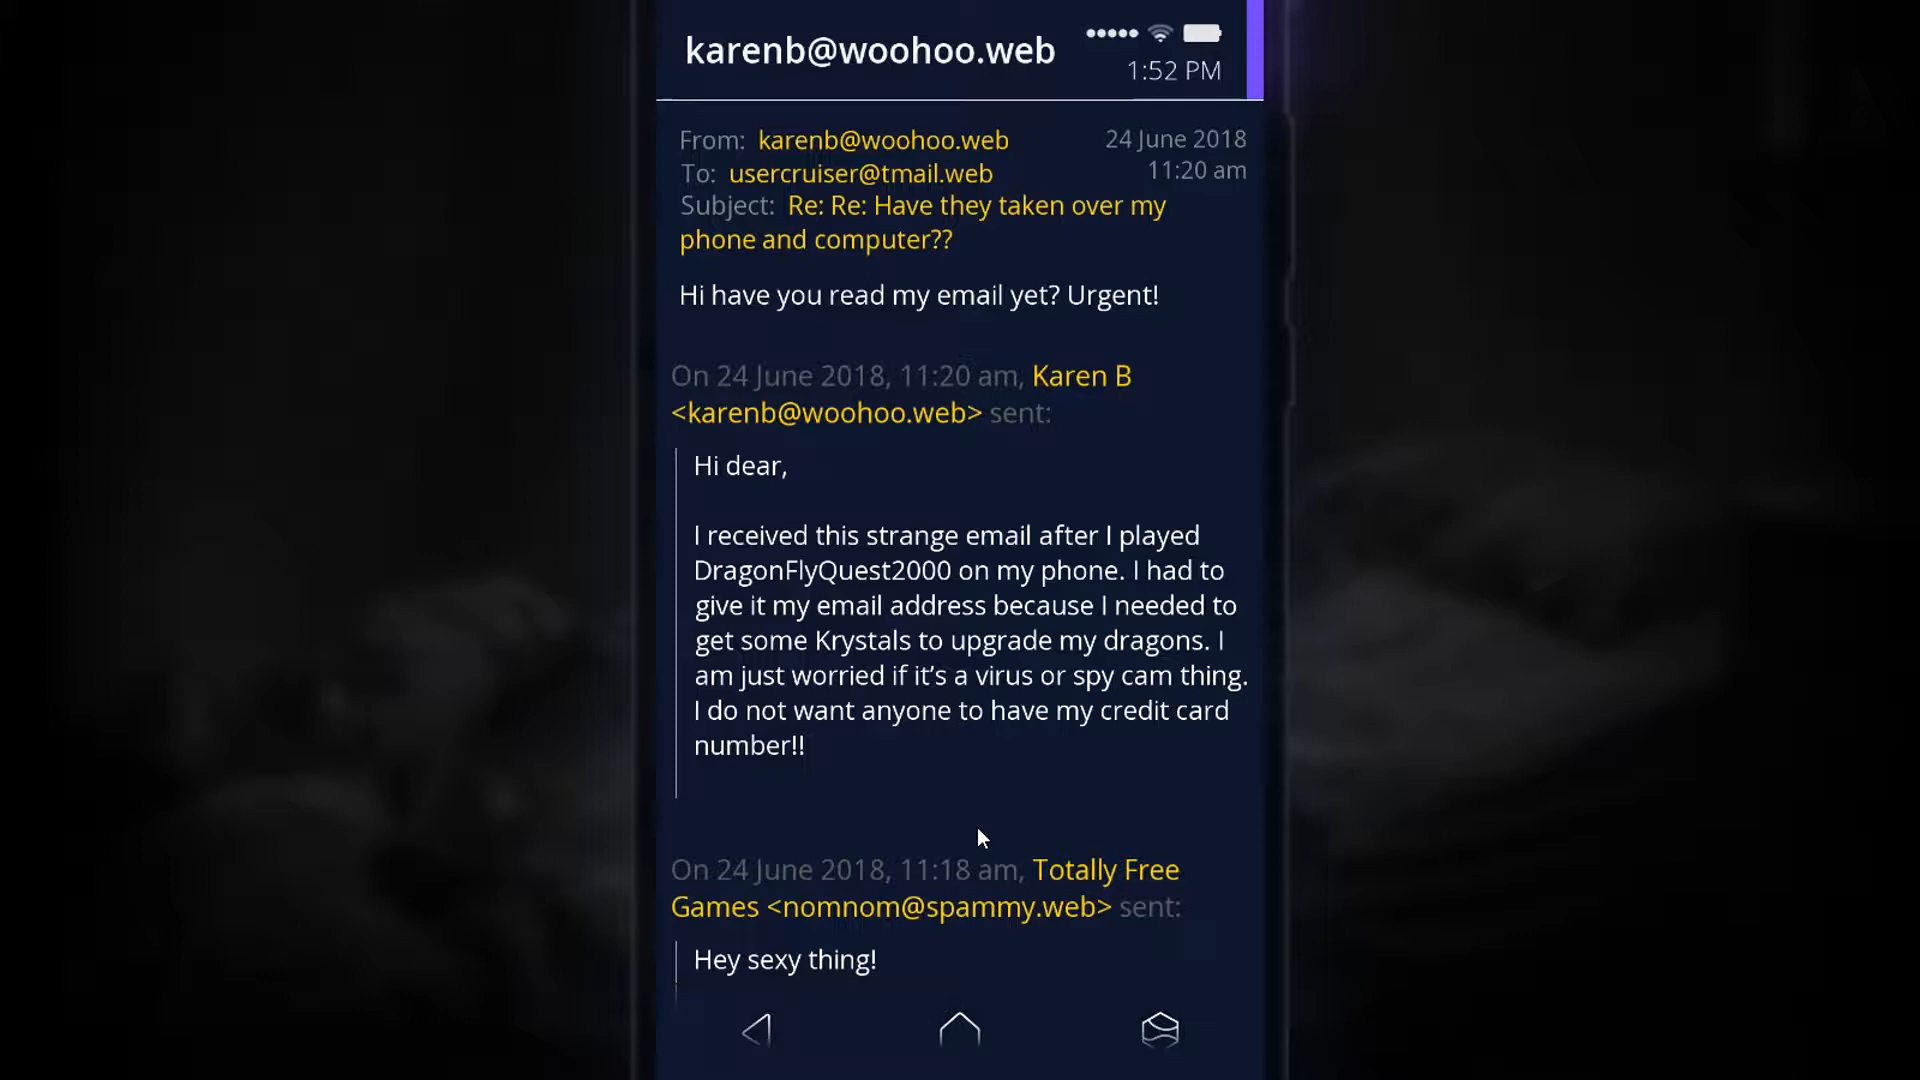 karenb@woohoo.web
1:52 PM
From: karenb@woohoo.web
24 June 2018
To: usercruiser@tmail.web
11:20 am
Subject: Re: Re: Have they taken over my
phone and computer??
Hi have you read my email yet? Urgent!
On 24 June 2018, 11:20 am, Karen B
<karenb@woohoo.web> sent:
Hi dear,
I received this strange email after I played
DragonFlyQuest2000 on my phone. I had to
give it my email address because I needed to
get some Krystals to upgrade my dragons. I
am just worried if it’s a virus or spy cam thing.
I do not want anyone to have my credit card
number!!
On 24 June 2018, 11:18 am, Totally Free
Games <nomnom@spammy.web> sent:
Hey sexy thing!